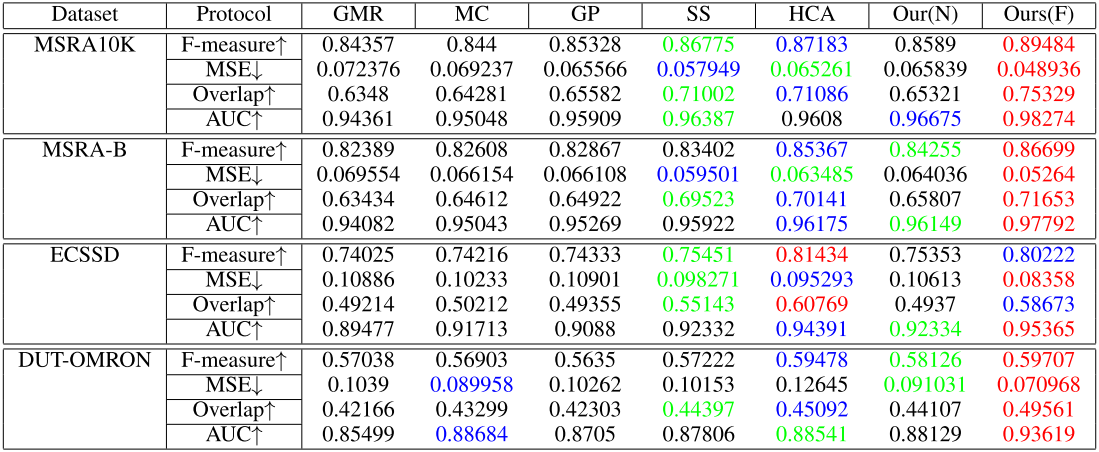 Dataset Protocol GMR MC GP SS HCA Our(N) Ours(F)
MSRA10K F-measure↑ 0.84357 0.844 0.85328 0.86775 0.87183 0.8589 0.89484
MSE↓ 0.072376 0.069237 0.065566 0.057949 0.065261 0.065839 0.048936
Overlap↑ 0.6348 0.64281 0.65582 0.71002 0.71086 0.65321 0.75329
AUC↑ 0.94361 0.95048 0.95909 0.96387 0.9608 0.96675 0.98274
MSRA-B F-measure↑ 0.82389 0.82608 0.82867 0.83402 0.85367 0.84255 0.86699
MSE↓ 0.069554 0.066154 0.066108 0.059501 0.063485 0.064036 0.05264
Overlap↑ 0.63434 0.64612 0.64922 0.69523 0.70141 0.65807 0.71653
AUC↑ 0.94082 0.95043 0.95269 0.95922 0.96175 0.96149 0.97792
ECSSD F-measure↑ 0.74025 0.74216 0.74333 0.75451 0.81434 0.75353 0.80222
MSE↓ 0.10886 0.10233 0.10901 0.098271 0.095293 0.10613 0.08358
Overlap↑ 0.49214 0.50212 0.49355 0.55143 0.60769 0.4937 0.58673
AUC↑ 0.89477 0.91713 0.9088 0.92332 0.94391 0.92334 0.95365
DUT-OMRON F-measure↑ 0.57038 0.56903 0.5635 0.57222 0.59478 0.58126 0.59707
MSE↓ 0.1039 0.089958 0.10262 0.10153 0.12645 0.091031 0.070968
Overlap↑ 0.42166 0.43299 0.42303 0.44397 0.45092 0.44107 0.49561
AUC↑ 0.85499 0.88684 0.8705 0.87806 0.88541 0.88129 0.93619